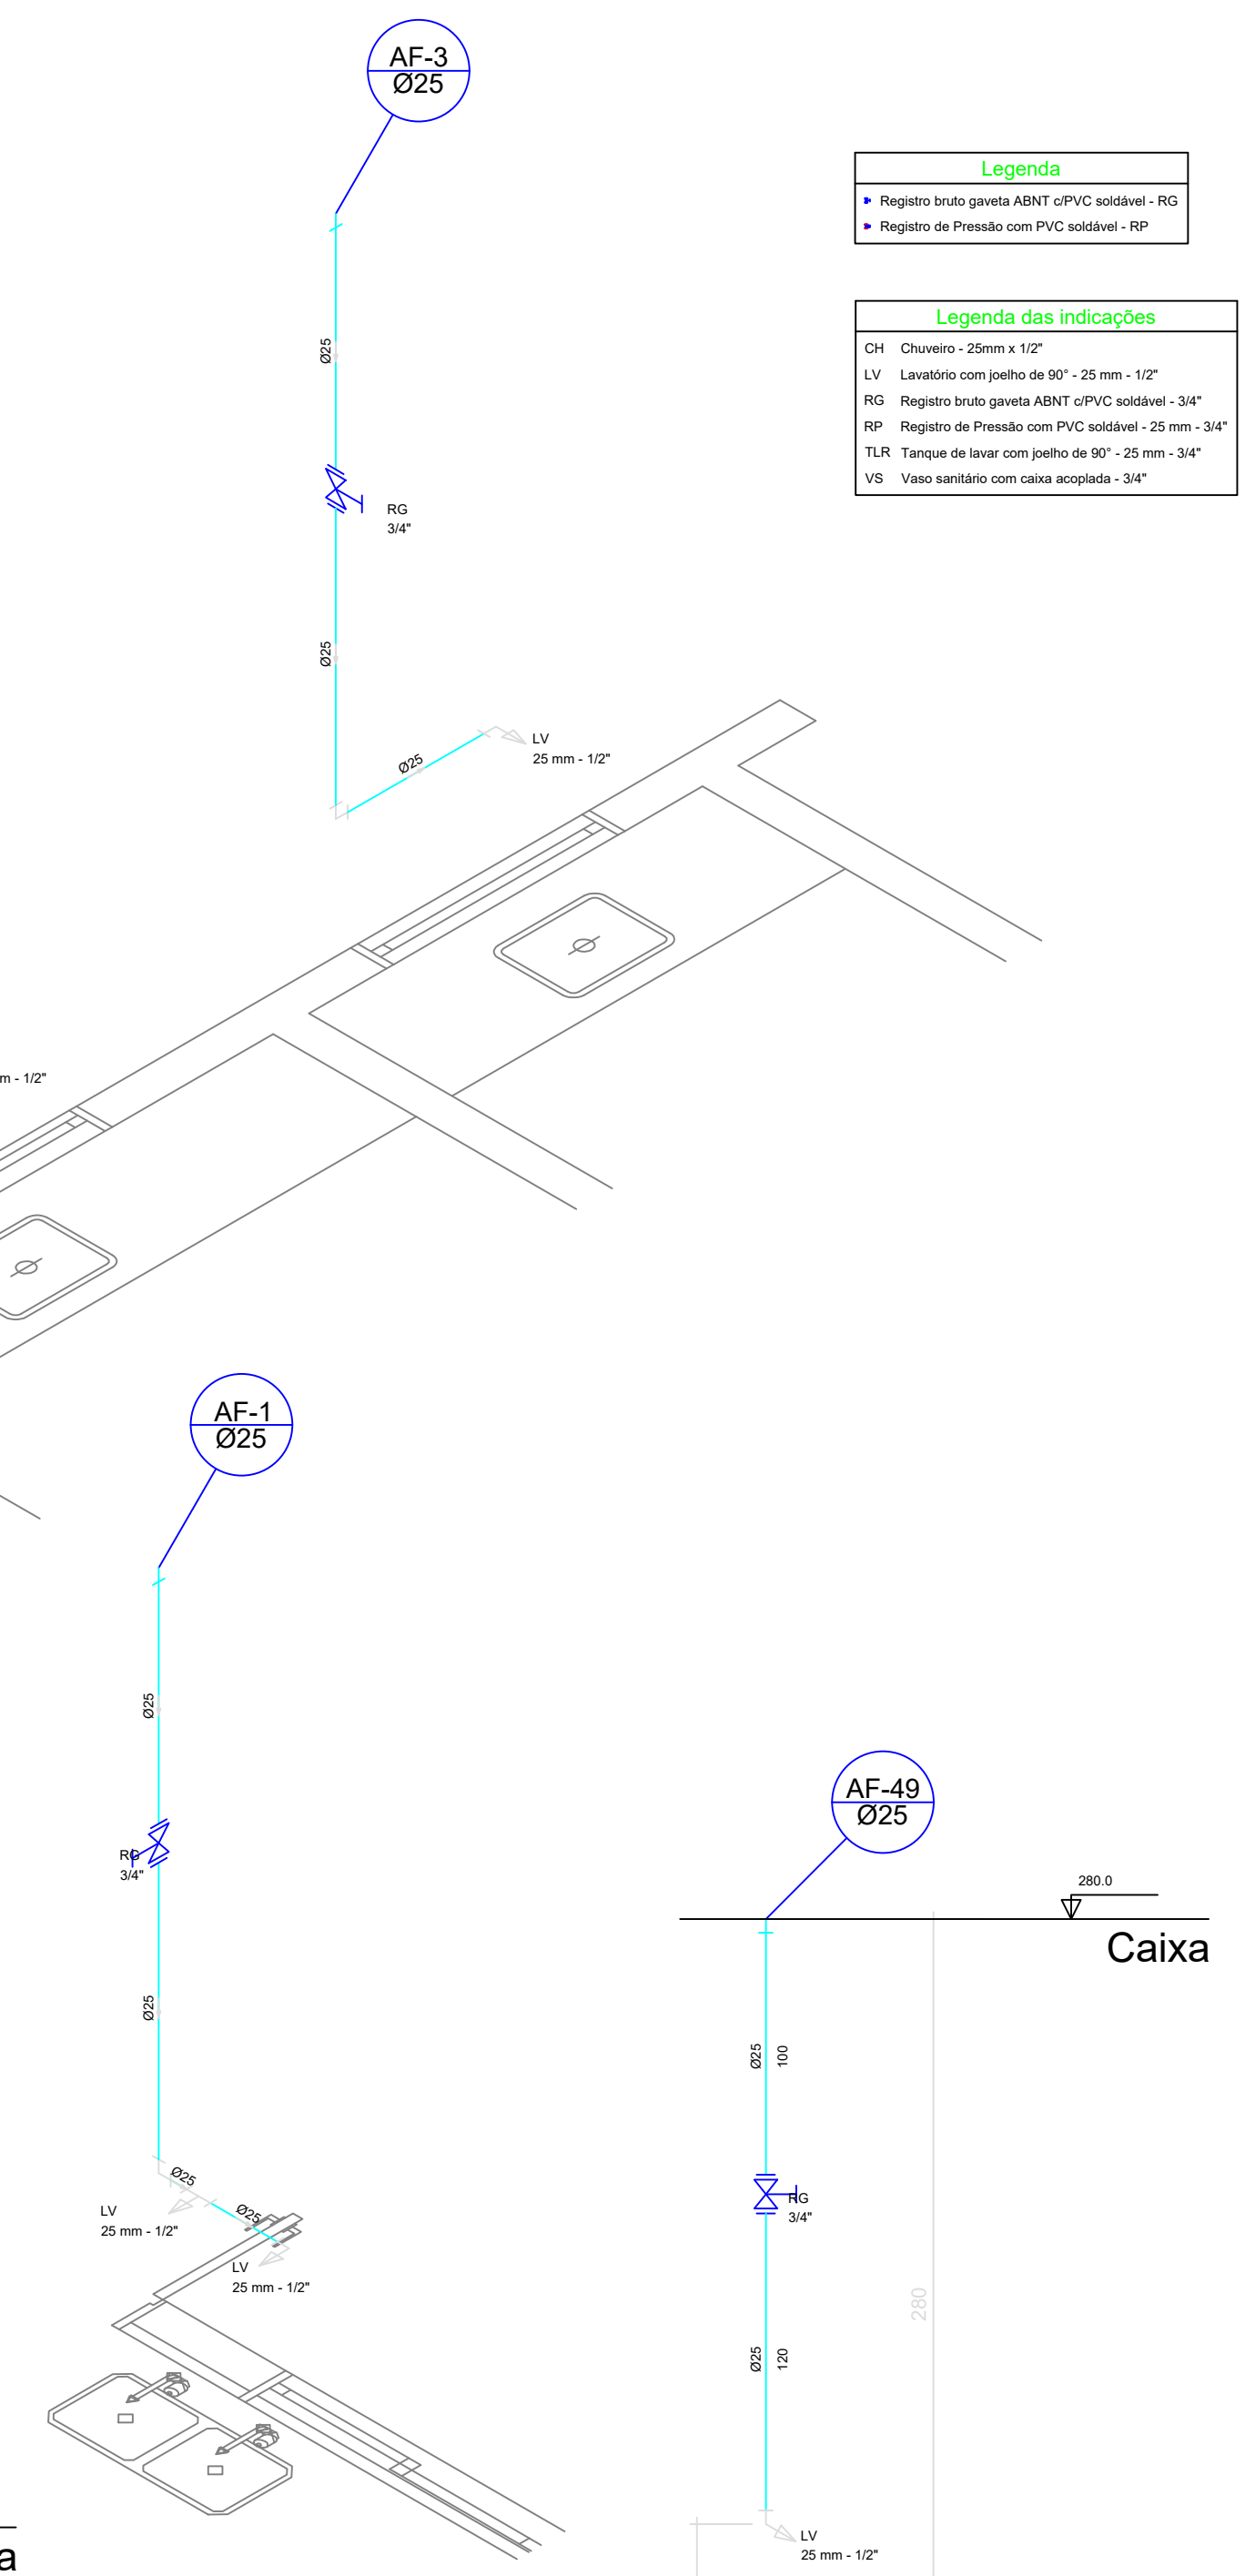 AF-3
Ø25
Legenda
Registro bruto gaveta ABNT c/PVC soldável - RG
Registro de Pressão com PVC soldável - RP
Legenda das indicações
CH Chuveiro - 25mm x 1/2"
LV Lavatório com joelho de 90° - 25 mm - 1/2"
RG Registro bruto gaveta ABNT c/PVC soldável - 3/4"
RP Registro de Pressão com PVC soldável - 25 mm - 3/4"
TLR Tanque de lavar com joelho de 90° - 25 mm - 3/4"
VS Vaso sanitário com caixa acoplada - 3/4"
Ø25
RG
3/4"
Ø25
Ø25
LV
25 mm - 1/2"
m - 1/2"
AF-1
Ø25
Ø25
RG
3/4"
Ø25
Ø25
LV
25 mm - 1/2"
Ø25
LV
25 mm - 1/2"
AF-49
Ø25
280.0
Caixa
Ø25
100
RG
3/4"
280
Ø25
120
LV
25 mm - 1/2"
a